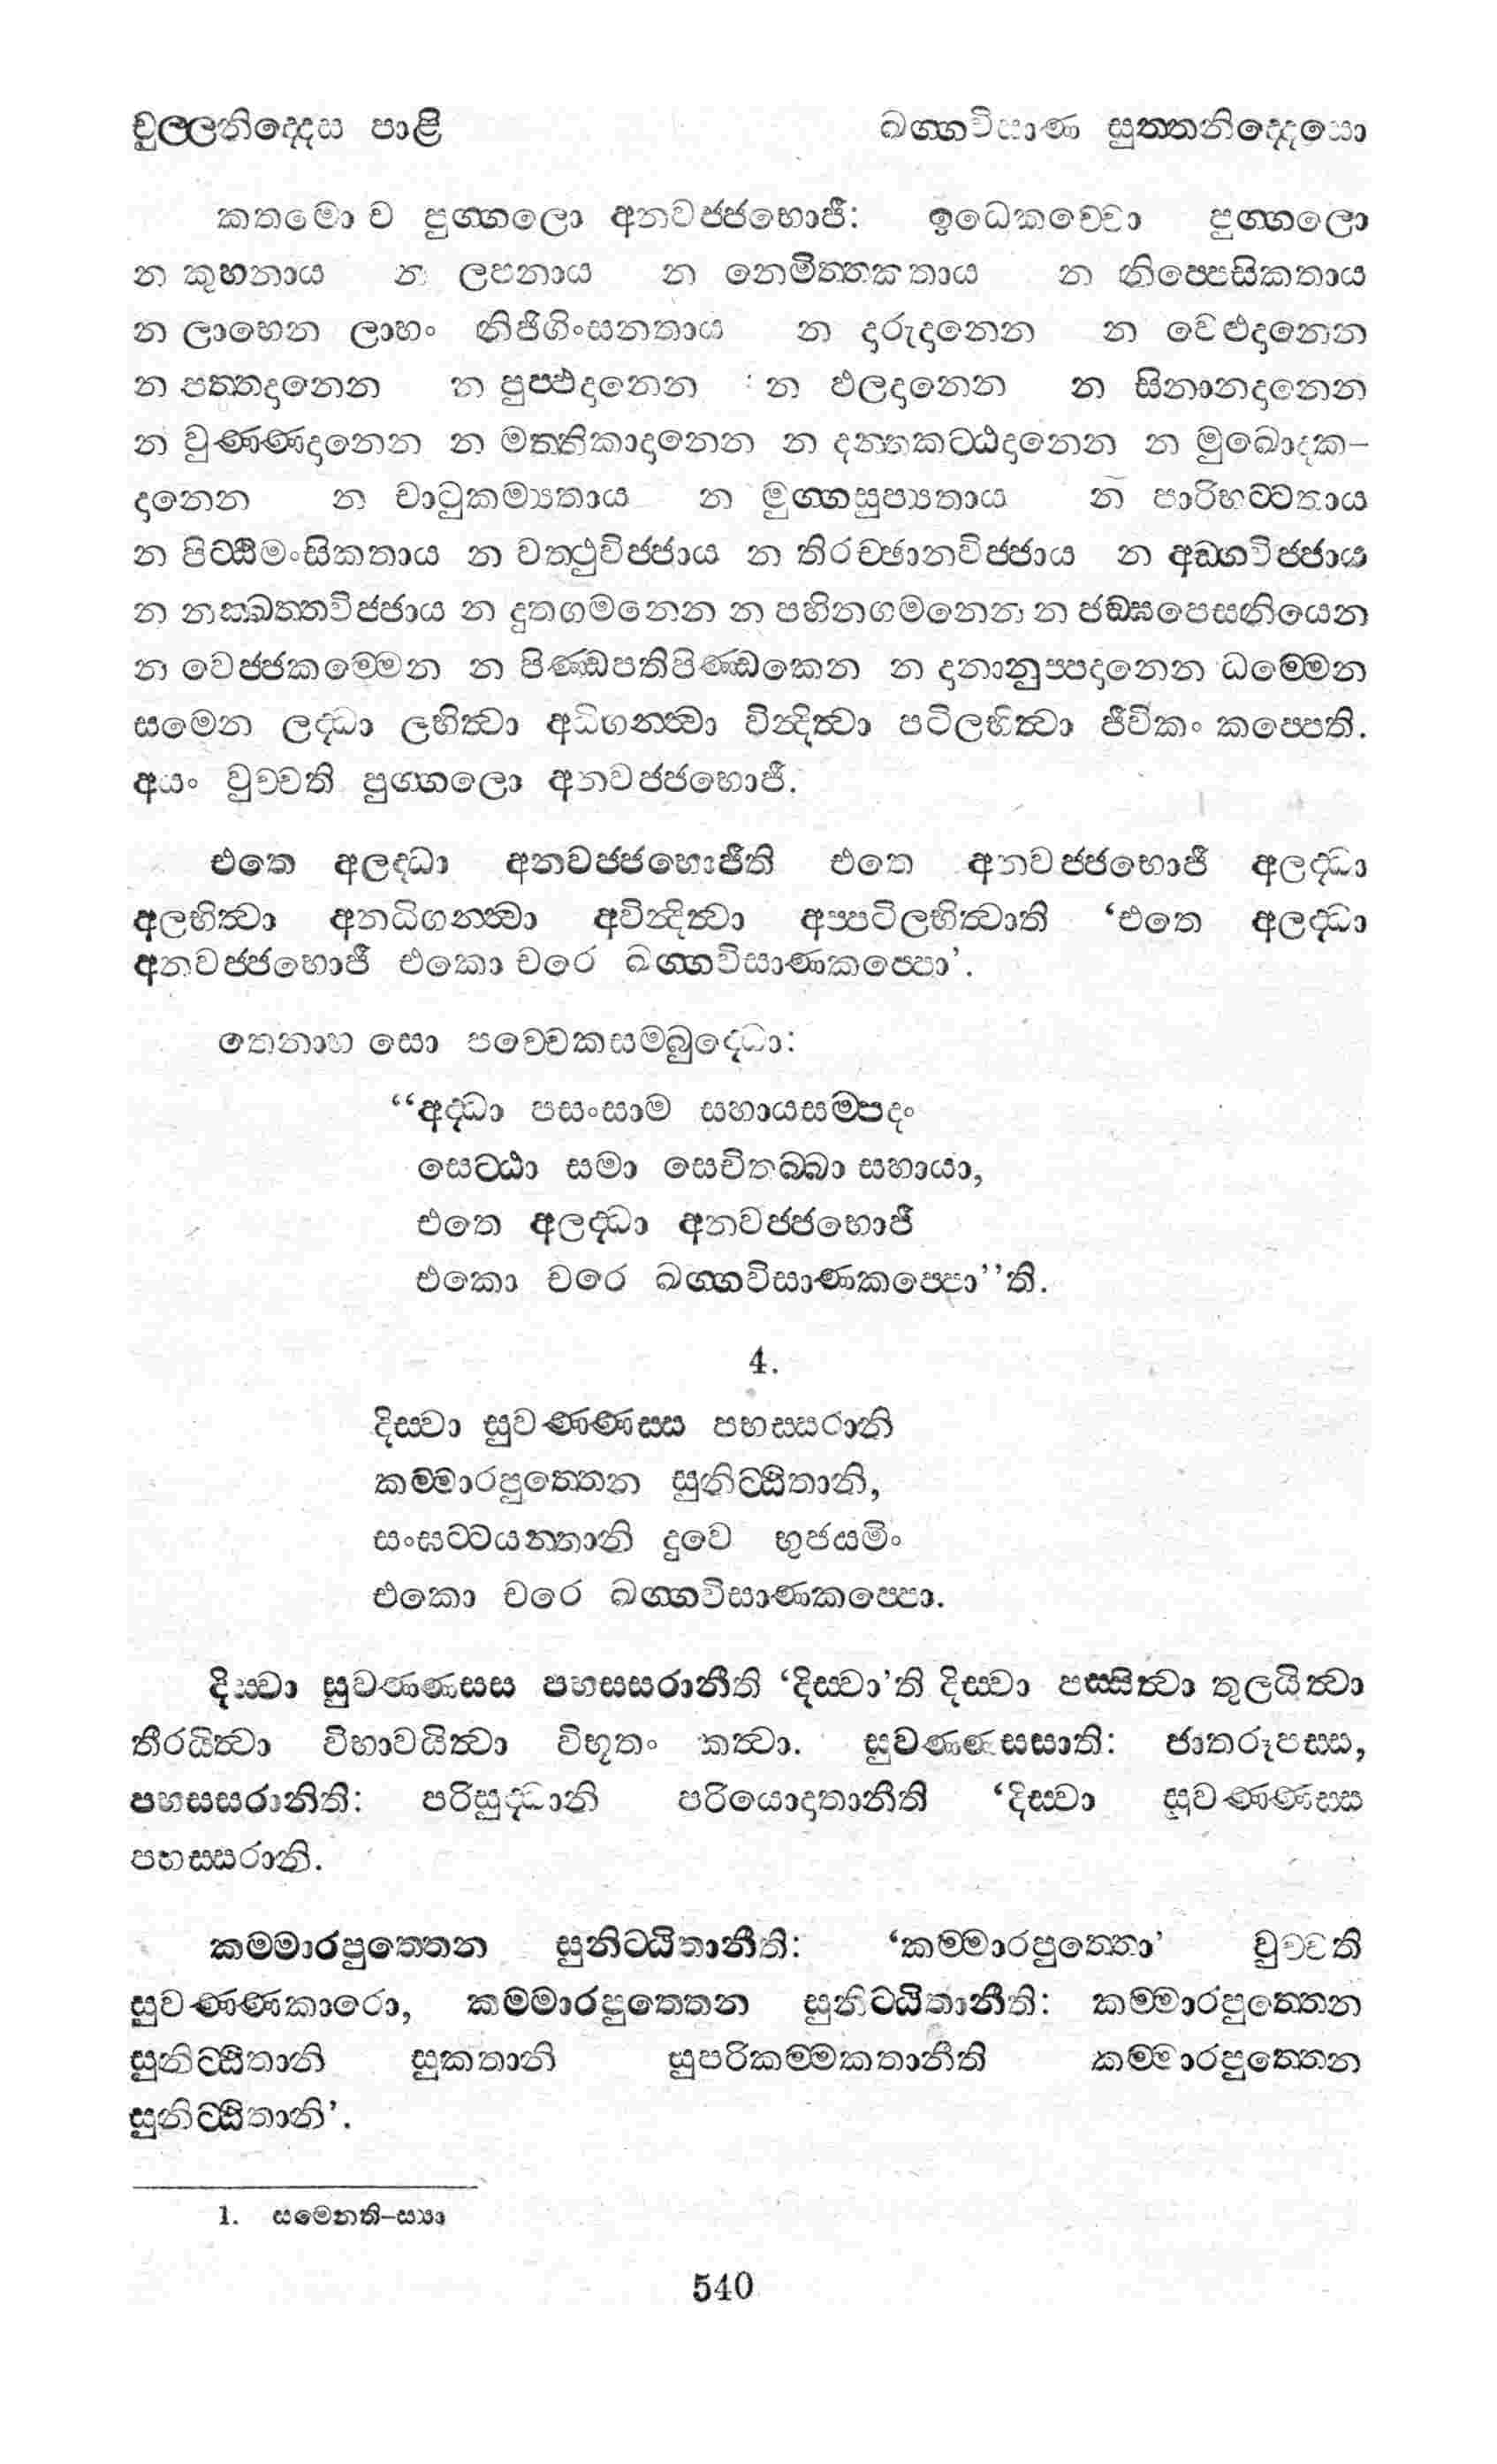 චුල්ලනිද්දෙස පාළි
ඛග්ගවිසාණ සුත්තනිද්දෙසො
කතමො ච පුග්ගලො අනවජ්ජභොජී: ඉධෙකච්චො පුග්ගලො
න කුහනාය න ලපනාය න නෙමිත්තකතාය න නිප්පෙසිකතාය
න ලාභෙන ලාභං නිජිගිංසනතාය න දාරුදානෙන න වෙළුදානෙන
න පත්තදානෙන න පුප්ඵදානෙන න ඵලදානෙන න සිනානදානෙන
න චුණ්ණදානෙන න මත්තිකාදානෙන න දන්තකට්ඨදානෙන න මුඛොදක-
දානෙන න චාටුකම්‍යතාය න මුග්ගසුප්‍යතාය න පාරිභට්ටතාය
න පිට්ඨිමංසිකතාය න වත්ථුවිජ්ජාය න තිරච්ඡානවිජ්ජාය න අඞ්ගවිජ්ජාය
න නක්ඛත්තවිජ්ජාය න දුතගමනෙන න පහිනගමනෙන න ජඞ්ඝපෙසනියෙන
න වෙජ්ජකම්මෙන න පිණ්ඩපතිපිණ්ඩකෙන න දානානුප්පදානෙන ධම්මෙන
සමෙන ලද්ධා ලභිත්වා අධිගන්ත්වා වින්දිත්වා පටිලභිත්වා ජීවිකං කප්පෙති.
අයං වුච්චති පුග්ගලො අනවජ්ජභොජී.
එතෙ අලද්ධා අනවජ්ජභොජීති එතෙ අනවජ්ජභොජී අලද්ධා
අලභිත්වා අනධිගන්ත්වා අවින්දිත්වා අප්පටිලභිත්වාති ‘එතෙ අලද්ධා
අනවජ්ජභොජී එකො චරෙ ඛග්ගවිසාණකප්පො’.
තෙනාහ සො පච්චෙකසම්බුද්ධො:
“අද්ධා පසංසාම සහායසම්පදං
සෙට්ඨා සමා සෙවිතබ්බා සහායා,
එතෙ අලද්ධා අනවජ්ජභොජී
එකො චරෙ ඛග්ගවිසාණකප්පො”ති.
4.
දිස්වා සුවණ්ණස්ස පභස්සරානි
කම්මාරපුත්තෙන සුනිට්ඨිතානි,
සංඝට්ටයන්තානි දුවෙ භුජයමිං
එකො චරෙ ඛග්ගවිසාණකප්පො.
දිස්වා සුවණ්ණස්ස පභස්සරානීති ‘දිස්වා’ති දිස්වා පස්සිත්වා තුලයිත්වා
තීරයිත්වා විභාවයිත්වා විභූතං කත්වා. සුවණ්ණස්සාති: ජාතරූපස්ස,
පභස්සරානිති: පරිසුද්ධානි පරියොදාතානීති ‘දිස්වා සුවණ්ණස්ස
පභස්සරානි.
කම්මාරපුත්තෙන සුනිට්ඨිතානීති: ‘කම්මාරපුත්තො’ වුච්චති
සුවණ්ණකාරො, කම්මාරපුත්තෙන සුනිට්ඨිතානීති: කම්මාරපුත්තෙන
සුනිට්ඨිතානි සුකතානි සුපරිකම්මකතානීති කම්මාරපුත්තෙන
සුනිට්ඨිතානි’.
1. සමෙනති-ස්‍යා
540